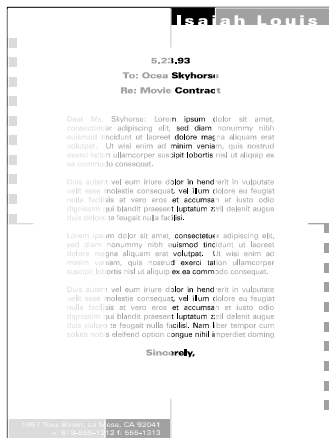 Isaiah Louis
5.23.93
To: Ocea Skyhorse
Re: Movie Contract
Dear Ms. Skyhorse: Lorem ipsum dolor sit amet,
consectetuer adipiscing elit, sed diam nonummy nibh
euismod tincidunt ut laoreet dolore magna aliquam erat
volutpat. Ut wisi enim ad minim veniam, quis nostrud
exerci tation ullamcorper suscipit lobortis nisl ut aliquip ex
ea commodo consequat.
Duis autem vel eum iriure dolor in hendrerit in vulputate
velit esse molestie consequat, vel illum dolore eu feugiat
nulla facilisis at vero eros et accumsan et iusto odio
dignissim qui blandit praesent luptatum zzril delenit augue
duis dolore te feugait nulla facilisi.
Lorem ipsum dolor sit amet, consectetuer adipiscing elit,
sed diam nonummy nibh euismod tincidunt ut laoreet
dolore magna aliquam erat volutpat. Ut wisi enim ad
minim veniam, quis nostrud exerci tation ullamcorper
suscipit lobortis nisl ut aliquip ex ea commodo consequat.
Duis autem vel eum iriure dolor in hendrerit in vulputate
velit esse molestie consequat, vel illum dolore eu feugiat
nulla facilisis at vero eros et accumsan et iusto odio
dignissim qui blandit praesent luptatum zzril delenit augue
duis dolore te feugait nulla facilisi. Nam liber tempor cum
soluta nobis eleifend option congue nihil imperdiet doming
Sincerely,
1967 Your Street, La Mesa, CA 92041
v: 619-555-1212 f: 555-1313